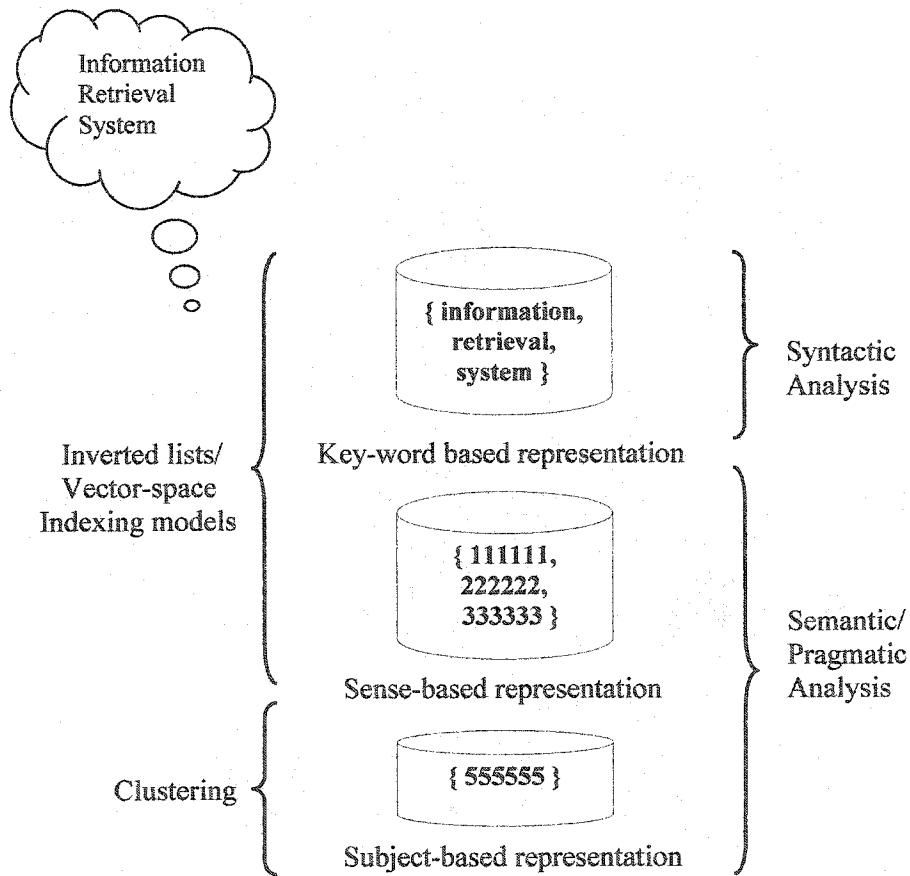 Information
Retrieval
System
{ information,
retrieval,
system }
Key-word based representation
Syntactic
Analysis
Inverted lists/
Vector-space
Indexing models
{ 111111,
222222,
333333 }
Sense-based representation
Semantic/
Pragmatic
Analysis
Clustering
{ 555555 }
Subject-based representation